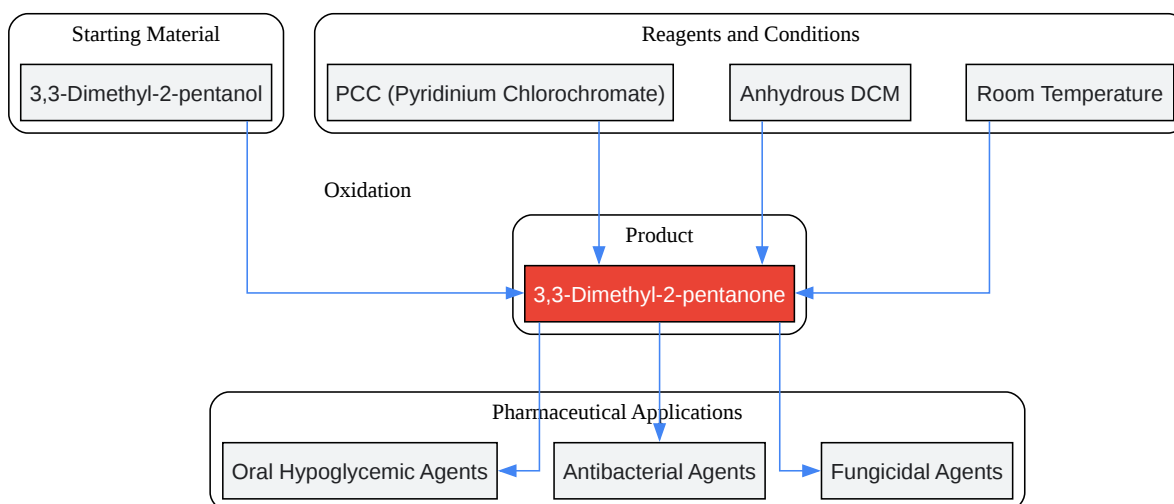 Starting Material
Reagents and Conditions
3,3-Dimethyl-2-pentanol
PCC (Pyridinium Chlorochromate)
Anhydrous DCM
Room Temperature
Oxidation
Product
3,3-Dimethyl-2-pentanone
Pharmaceutical Applications
Oral Hypoglycemic Agents
Antibacterial Agents
Fungicidal Agents